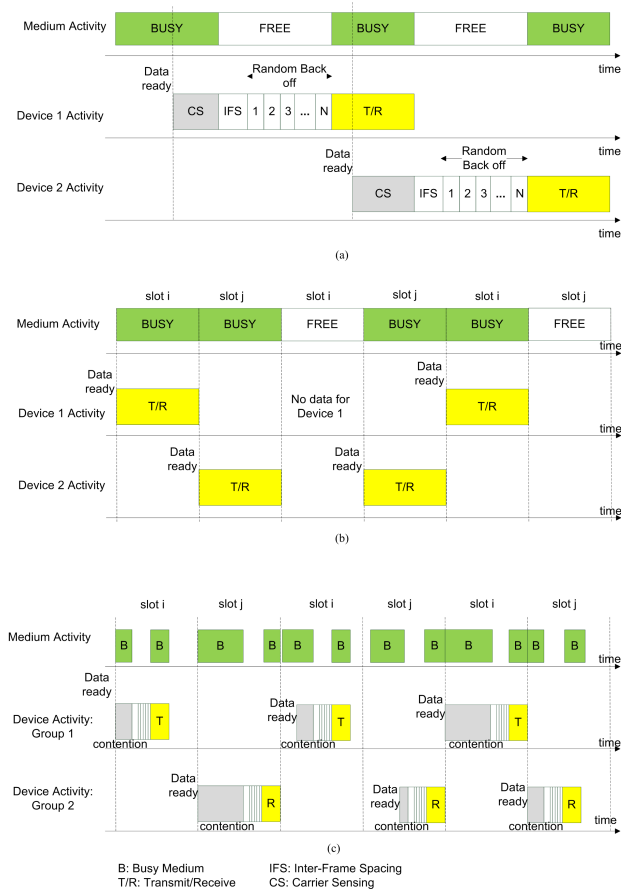 Medium Activity BUSY FREE BUSY FREE BUSY
time
Data
ready
Random Back
off
Device 1 Activity CS IFS 1 2 3 ... N T/R
time
Data
ready
Random
Back off
Device 2 Activity CS IFS 1 2 3 ... N T/R
time
(a)
slot i slot j slot i slot j slot i slot j
Medium Activity BUSY BUSY FREE BUSY BUSY FREE
time
Data
ready
Data
ready
Device 1 Activity T/R No data for
Device 1 T/R
time
Data
ready
Data
ready
Device 2 Activity T/R T/R
time
(b)
slot i slot j slot i slot j slot i slot j
Medium Activity B B B B B B B B B B B B
time
Data
ready
Data
ready
Data
ready
Device Activity:
Group 1 T T T
contention contention contention
time
Data
ready
Data
ready
Data
ready
Device Activity:
Group 2 R R R
contention contention contention
time
(c)
B: Busy Medium IFS: Inter-Frame Spacing
T/R: Transmit/Receive CS: Carrier Sensing